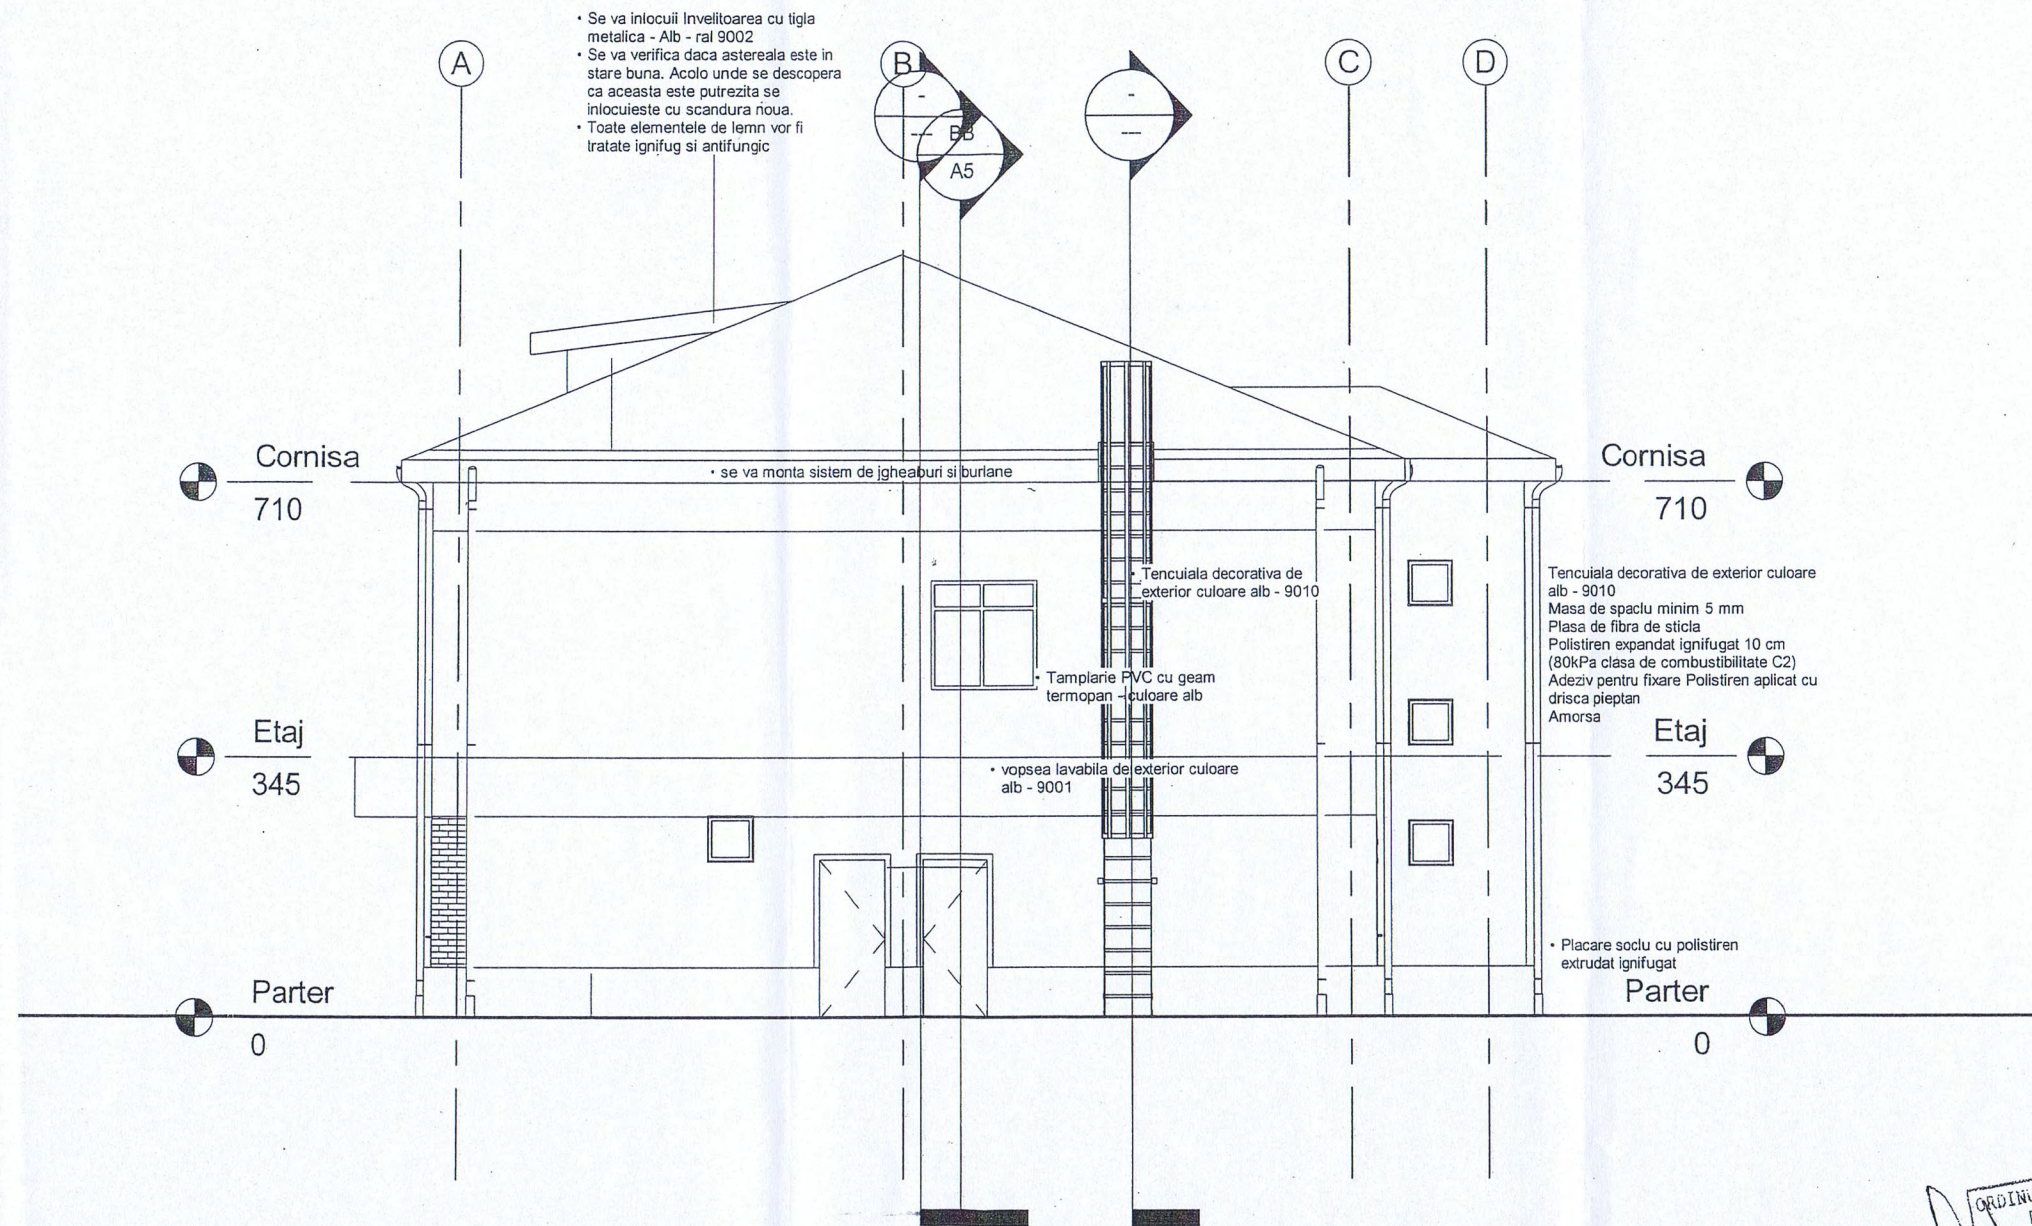 • Se va inlocuii Invelitoarea cu tigla
metalica - Alb - ral 9002
• Se va verifica daca astereala este in
stare buna. Acolo unde se descopera
ca aceasta este putrezita se
inlocuieste cu scandura noua.
• Toate elementele de lemn vor fi
tratate ignifug si antifungic
A
B
C
D
-
---
BB
A5
-
---
Cornisa
710
• se va monta sistem de jgheaburi si burlane
Cornisa
710
• Tencuiala decorativa de
exterior culoare alb - 9010
Tencuiala decorativa de exterior culoare
alb - 9010
Masa de spaclu minim 5 mm
Plasa de fibra de sticla
Polistiren expandat ignifugat 10 cm
(80kPa clasa de combustibilitate C2)
Adeziv pentru fixare Polistiren aplicat cu
drisca pieptan
Amorsa
• Tamplarie PVC cu geam
termopan - culoare alb
Etaj
345
Etaj
345
• vopsea lavabila de exterior culoare
alb - 9001
• Placare soclu cu polistiren
extrudat ignifugat
Parter
0
Parter
0